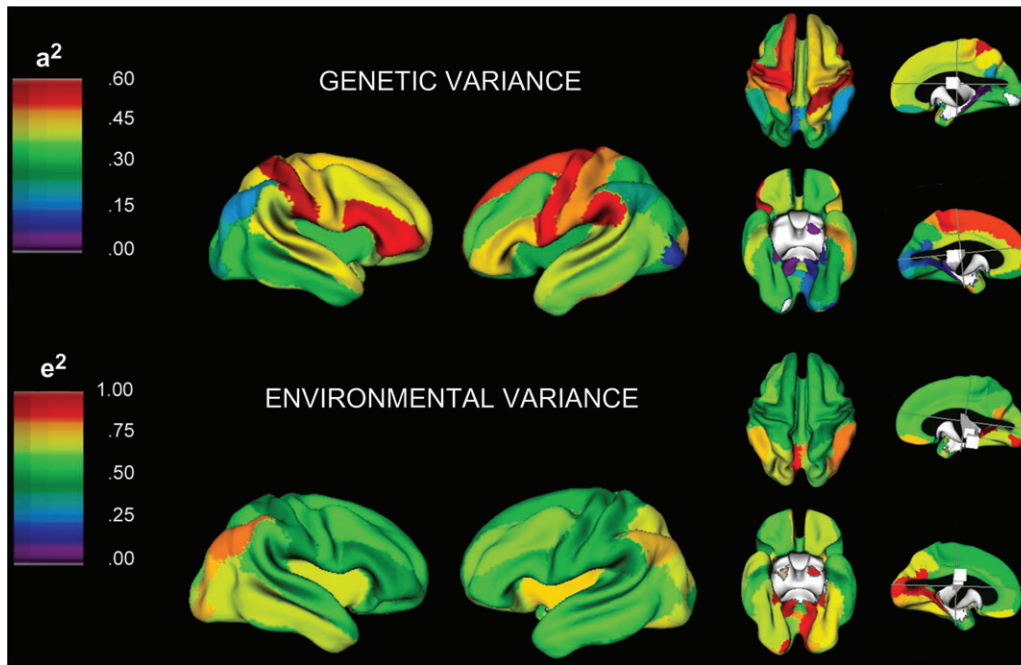 a²
.60
.45
.30
.15
.00
GENETIC VARIANCE
e²
1.00
.75
.50
.25
.00
ENVIRONMENTAL VARIANCE